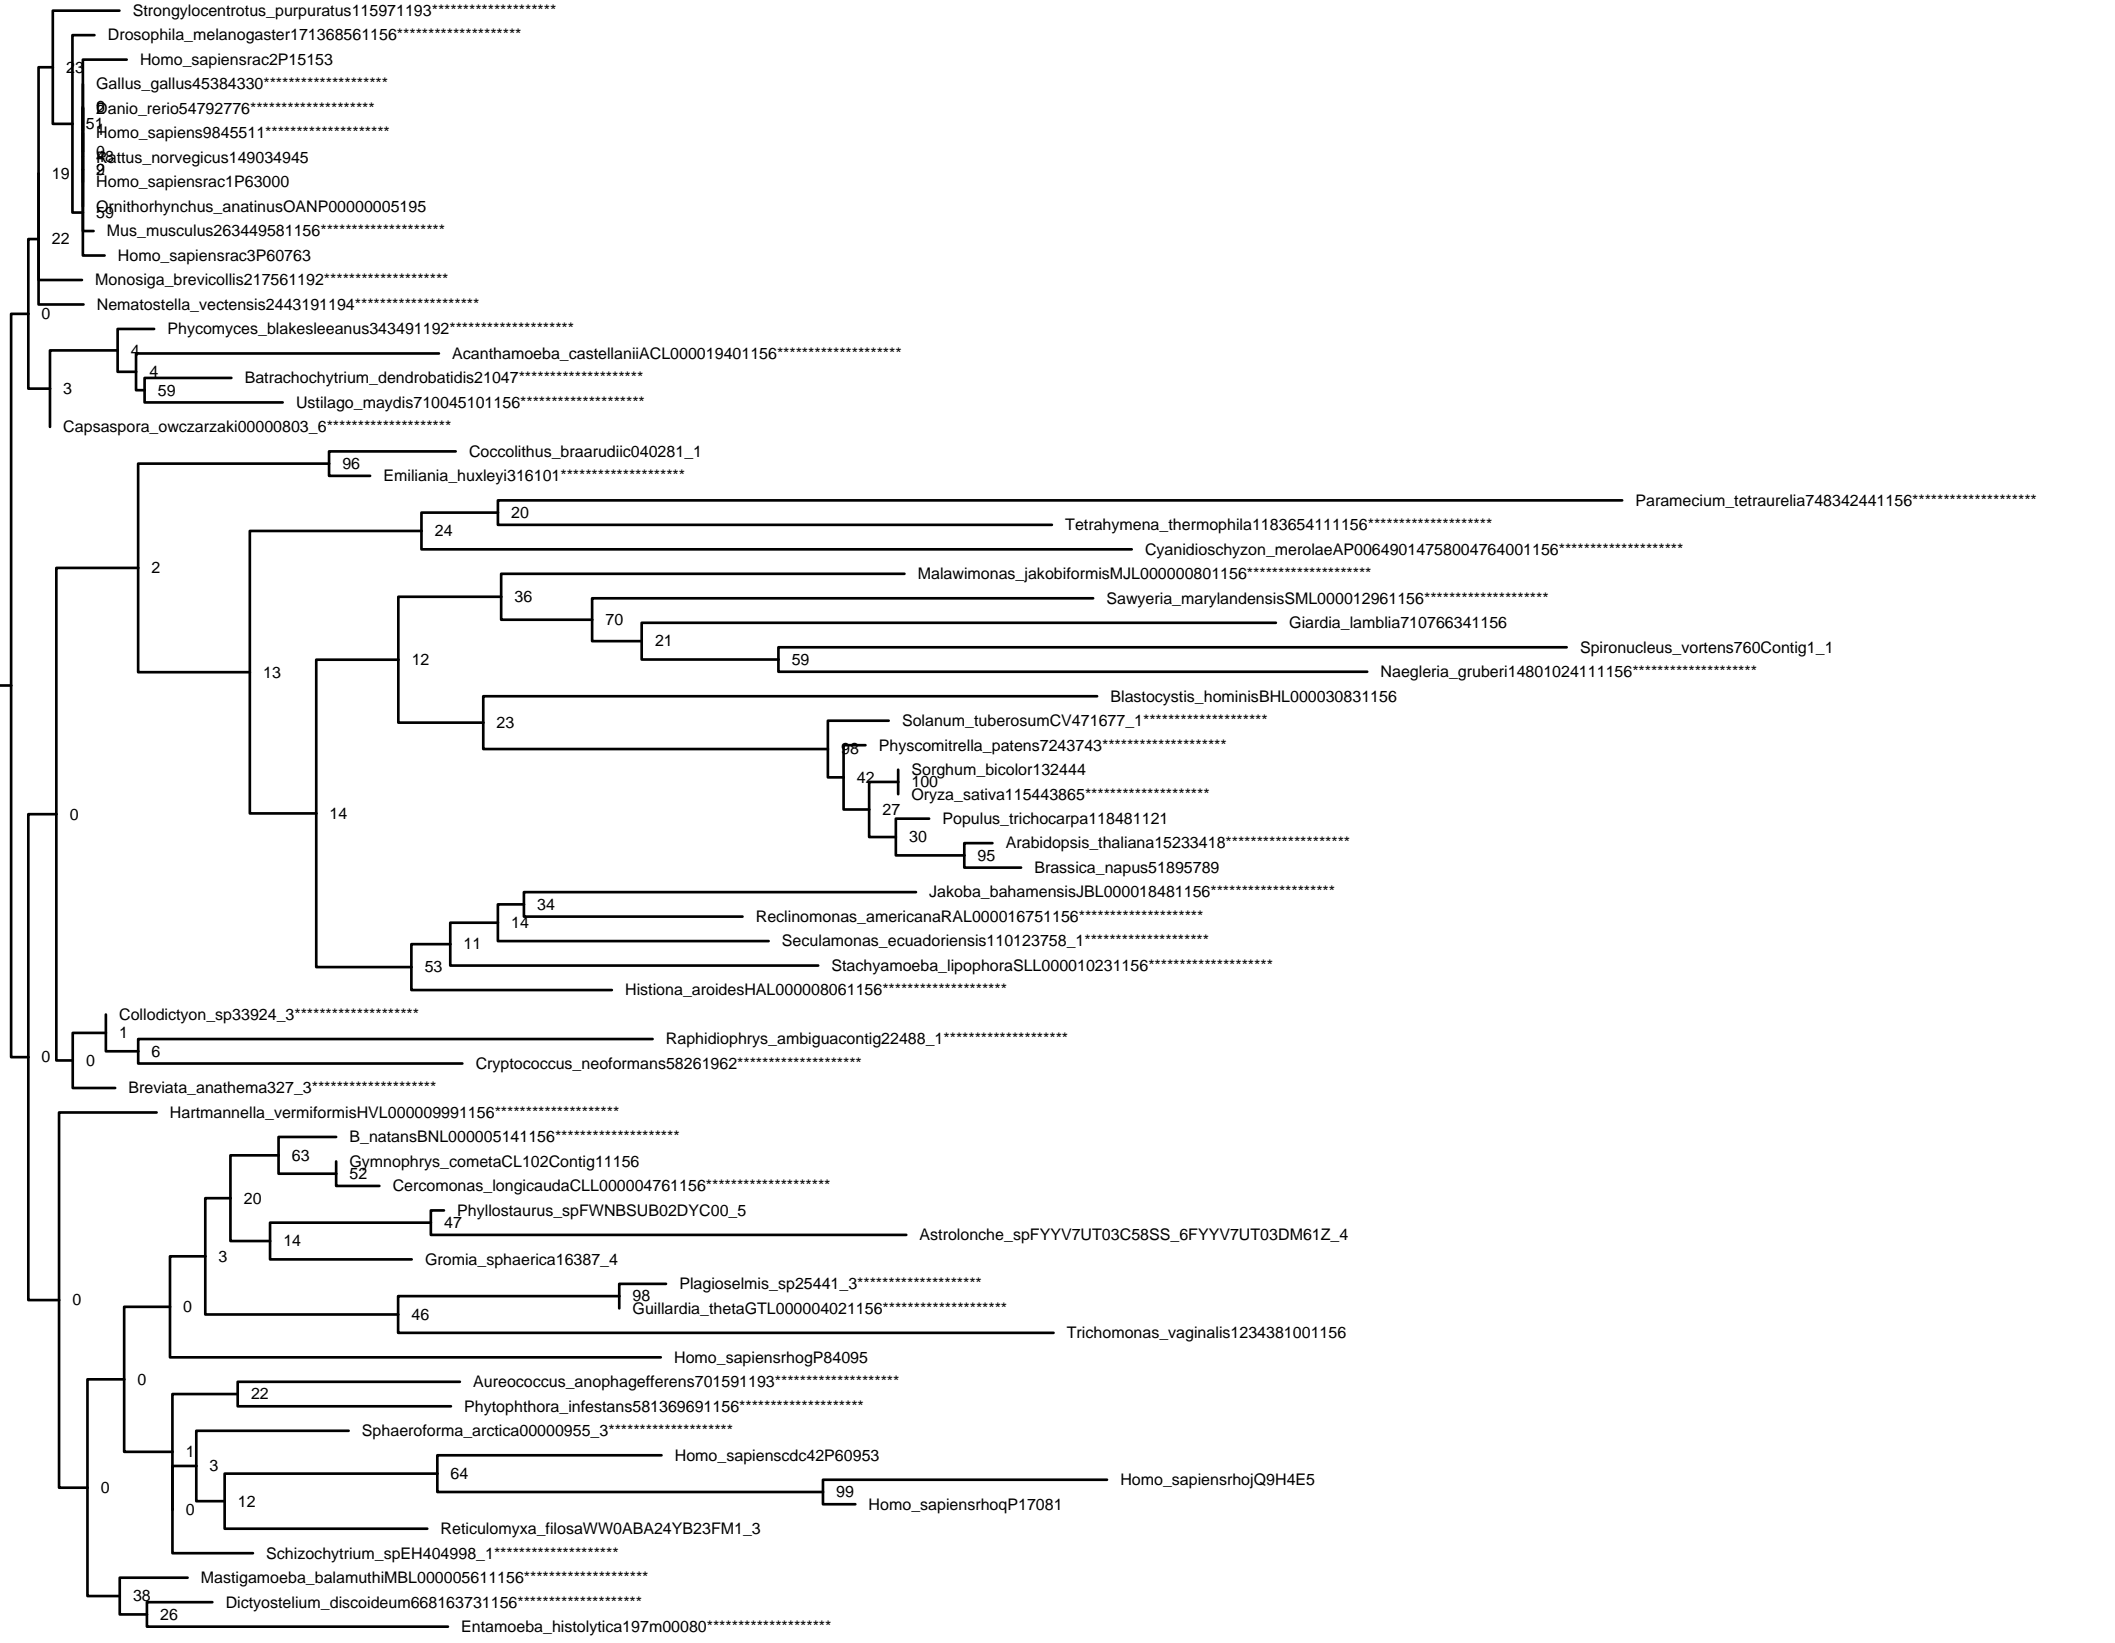 Strongylocentrotus_purpuratus115971193********************
Drosophila_melanogaster171368561156********************
23
Homo_sapiensrac2P15153
Gallus_gallus45384330********************
Danio_rerio54792776********************
51
Homo_sapiens9845511********************
Rattus_norvegicus149034945
19
Homo_sapiensrac1P63000
Ornithorhynchus_anatinusOANP00000005195
59
Mus_musculus263449581156********************
22
Homo_sapiensrac3P60763
Monosiga_brevicollis217561192********************
Nematostella_vectensis2443191194********************
0
Phycomyces_blakesleeanus343491192********************
4
Acanthamoeba_castellaniiACL000019401156********************
4
Batrachochytrium_dendrobatidis21047********************
3
59
Ustilago_maydis710045101156********************
Capsaspora_owczarzaki00000803_6********************
Coccolithus_braarudiic040281_1
96
Emiliania_huxleyi316101********************
Paramecium_tetraurelia748342441156********************
20
Tetrahymena_thermophila1183654111156********************
24
Cyanidioschyzon_merolaeAP00649014758004764001156********************
2
Malawimonas_jakobiformisMJL000000801156********************
36
Sawyeria_marylandensisSML000012961156********************
70
Giardia_lamblia710766341156
21
Spironucleus_vortens760Contig1_1
12
59
13
Naegleria_gruberi14801024111156********************
Blastocystis_hominisBHL000030831156
23
Solanum_tuberosumCV471677_1********************
98
Physcomitrella_patens7243743********************
Sorghum_bicolor132444
42
100
Oryza_sativa115443865********************
27
0
14
Populus_trichocarpa118481121
30
Arabidopsis_thaliana15233418********************
95
Brassica_napus51895789
Jakoba_bahamensisJBL000018481156********************
34
Reclinomonas_americanaRAL000016751156********************
14
Seculamonas_ecuadoriensis110123758_1********************
11
Stachyamoeba_lipophoraSLL000010231156********************
53
Histiona_aroidesHAL000008061156********************
Collodictyon_sp33924_3********************
1
Raphidiophrys_ambiguacontig22488_1********************
6
0
0
Cryptococcus_neoformans58261962********************
Breviata_anathema327_3********************
Hartmannella_vermiformisHVL000009991156********************
B_natansBNL000005141156********************
63
Gymnophrys_cometaCL102Contig11156
52
Cercomonas_longicaudaCLL000004761156********************
20
Phyllostaurus_spFWNBSUB02DYC00_5
47
Astrolonche_spFYYV7UT03C58SS_6FYYV7UT03DM61Z_4
14
3
Gromia_sphaerica16387_4
Plagioselmis_sp25441_3********************
98
0
0
Guillardia_thetaGTL000004021156********************
46
Trichomonas_vaginalis1234381001156
Homo_sapiensrhogP84095
0
Aureococcus_anophagefferens701591193********************
22
Phytophthora_infestans581369691156********************
Sphaeroforma_arctica00000955_3********************
1
Homo_sapienscdc42P60953
3
64
Homo_sapiensrhojQ9H4E5
0
99
12
Homo_sapiensrhoqP17081
0
Reticulomyxa_filosaWW0ABA24YB23FM1_3
Schizochytrium_spEH404998_1********************
Mastigamoeba_balamuthiMBL000005611156********************
38
Dictyostelium_discoideum668163731156********************
26
Entamoeba_histolytica197m00080********************